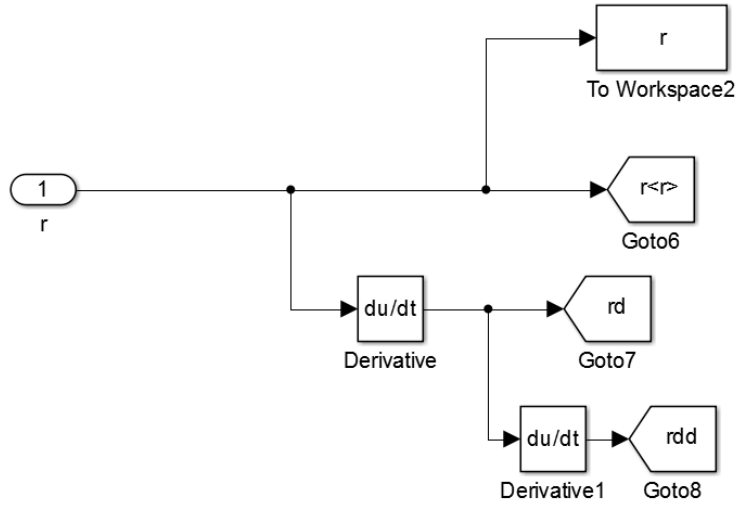 r
To Workspace2
1
r
r<r>
Goto6
du/dt
Derivative
rd
Goto7
du/dt
Derivative1
rdd
Goto8